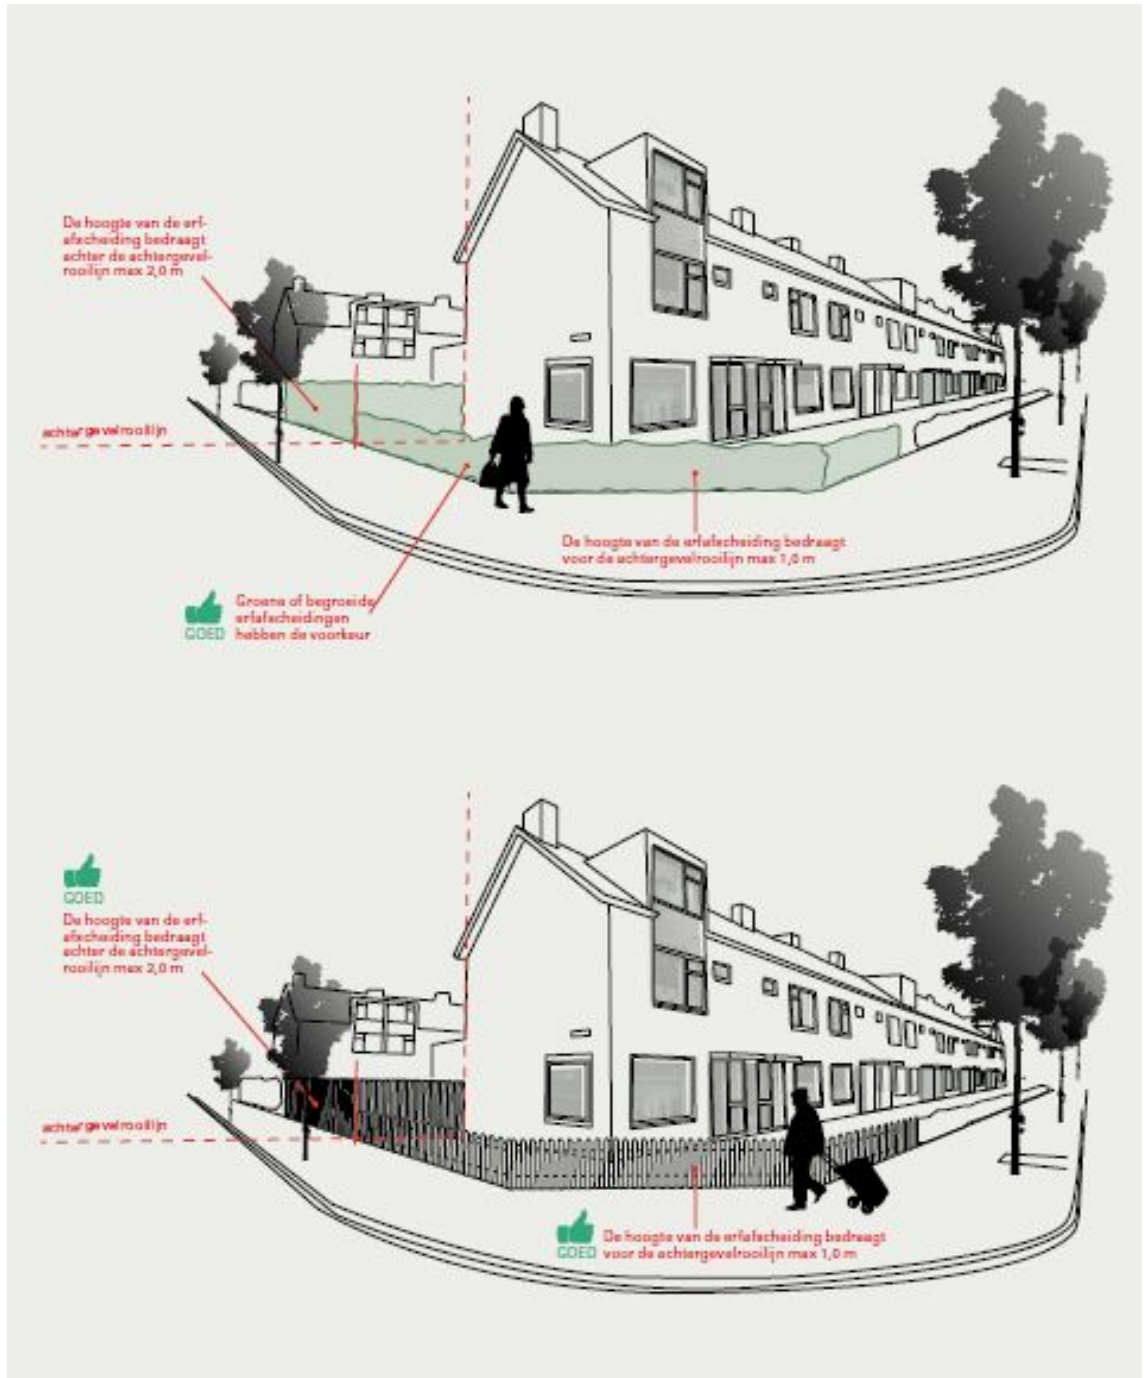 De hoogte van de erf-
afscheiding bedraagt
achter de achtergevel-
rooilijn max 2,0 m
achtergevelrooilijn
De hoogte van de erfafscheiding bedraagt
voor de achtergevelrooilijn max 1,0 m
GOED
Groene of begroeide
erfafscheidingen
hebben de voorkeur
GOED
De hoogte van de erf-
afscheiding bedraagt
achter de achtergevel-
rooilijn max 2,0 m
achtergevelrooilijn
GOED
De hoogte van de erfafscheiding bedraagt
voor de achtergevelrooilijn max 1,0 m